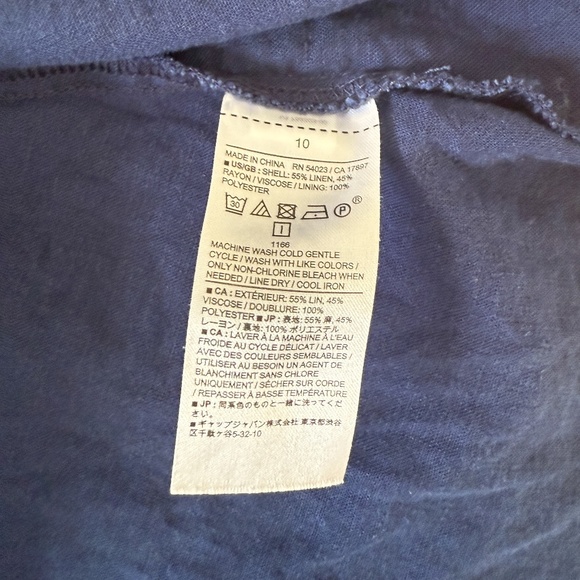 10
MADE IN CHINA RN 54023 / CA 17897
■ US/GB : SHELL: 55% LINEN, 45%
RAYON / VISCOSE / LINING: 100%
POLYESTER
30 P ®
I
1166
MACHINE WASH COLD GENTLE
CYCLE / WASH WITH LIKE COLORS /
ONLY NON-CHLORINE BLEACH WHEN
NEEDED / LINE DRY / COOL IRON
■ CA : EXTÉRIEUR: 55% LIN, 45%
VISCOSE / DOUBLURE: 100%
POLYESTER ■ JP : 表地: 55% 麻, 45%
レーヨン / 裏地: 100% ポリエステル
■ CA : LAVER À LA MACHINE À L'EAU
FROIDE AU CYCLE DÉLICAT / LAVER
AVEC DES COULEURS SEMBLABLES /
UTILISER AU BESOIN UN AGENT DE
BLANCHIMENT SANS CHLORE
UNIQUEMENT / SÉCHER SUR CORDE
/ REPASSER À BASSE TEMPÉRATURE
■ JP : 同系色のものと一緒に洗ってくださ
い。
■ ギャップジャパン株式会社 東京都渋谷
区千駄ヶ谷5-32-10